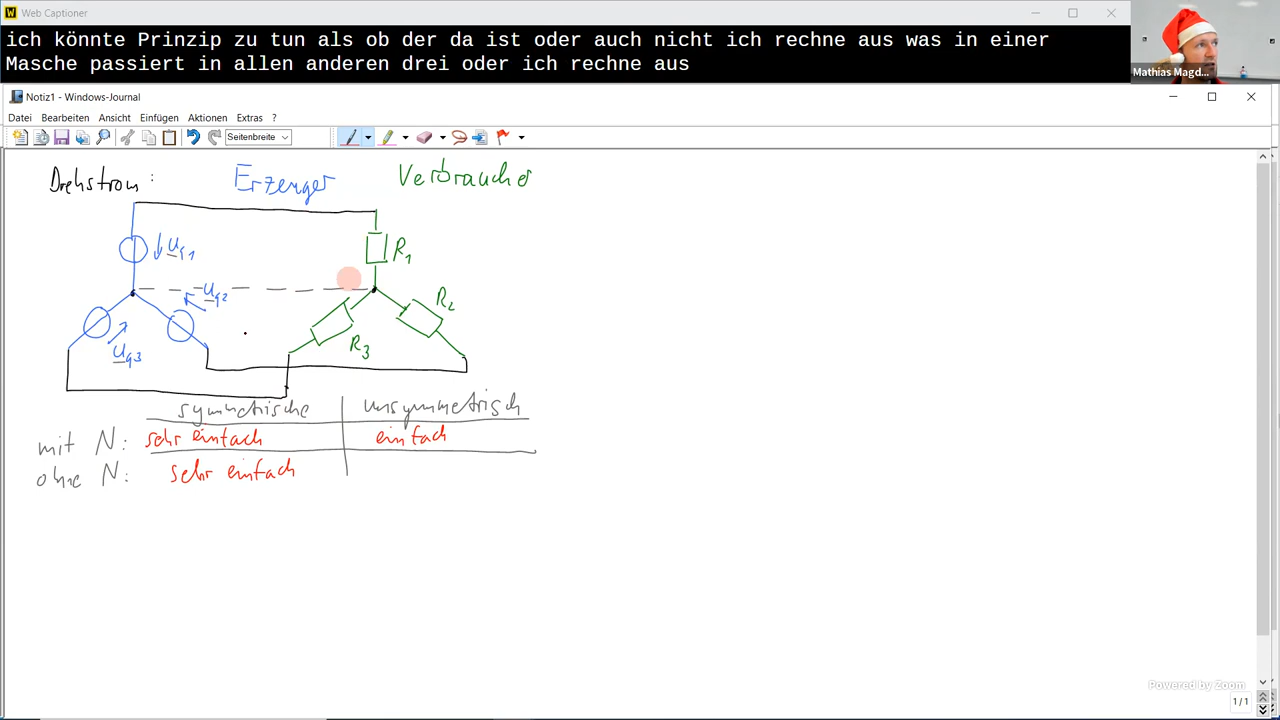 Web Captioner
ich könnte Prinzip zu tun als ob der da ist oder auch nicht ich rechne aus was in einer
Masche passiert in allen anderen drei oder ich rechne aus
Mathias Magd...
Notiz1 - Windows-Journal
Datei Bearbeiten Ansicht Einfügen Aktionen Extras ?
Seitenbreite
Drehstrom: Erzeuger Verbraucher
U q1
R1
U q2
R2
U q3
R3
symmetrische unsymmetrisch
mit N: sehr einfach einfach
ohne N: sehr einfach
Powered by Zoom
1/1